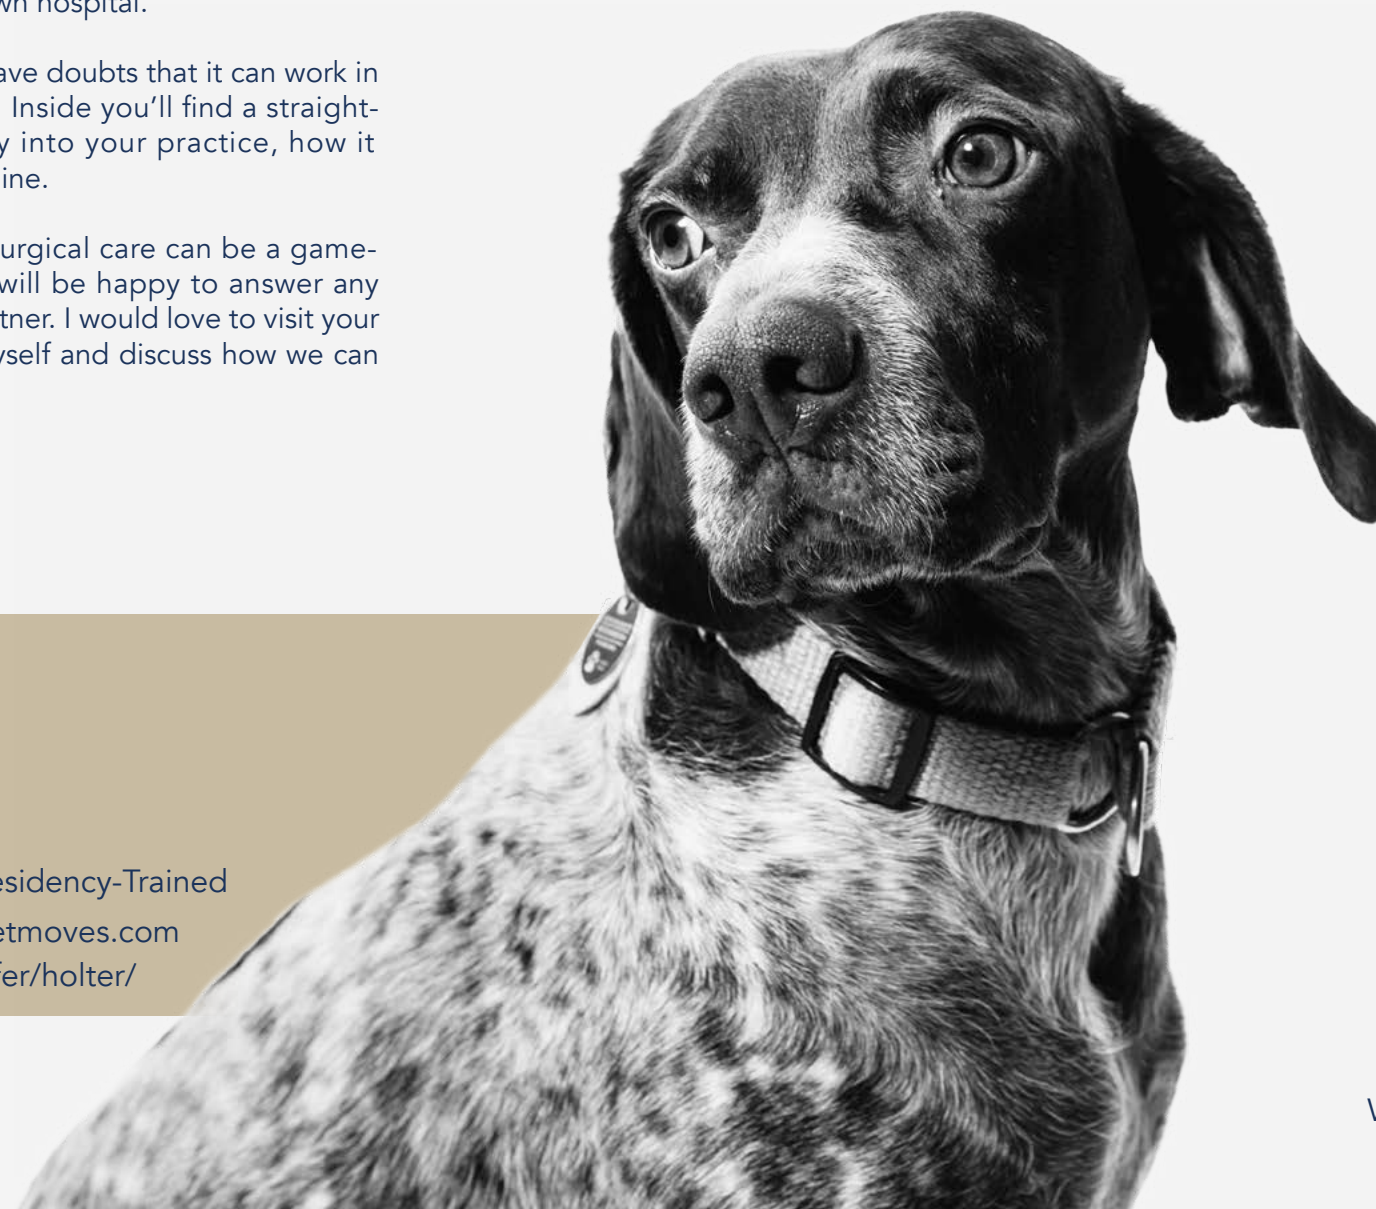 wn hospital.
ave doubts that it can work in
Inside you’ll find a straight-
y into your practice, how it
ine.
urgical care can be a game-
will be happy to answer any
tner. I would love to visit your
yself and discuss how we can
esidency-Trained
etmoves.com
fer/holter/